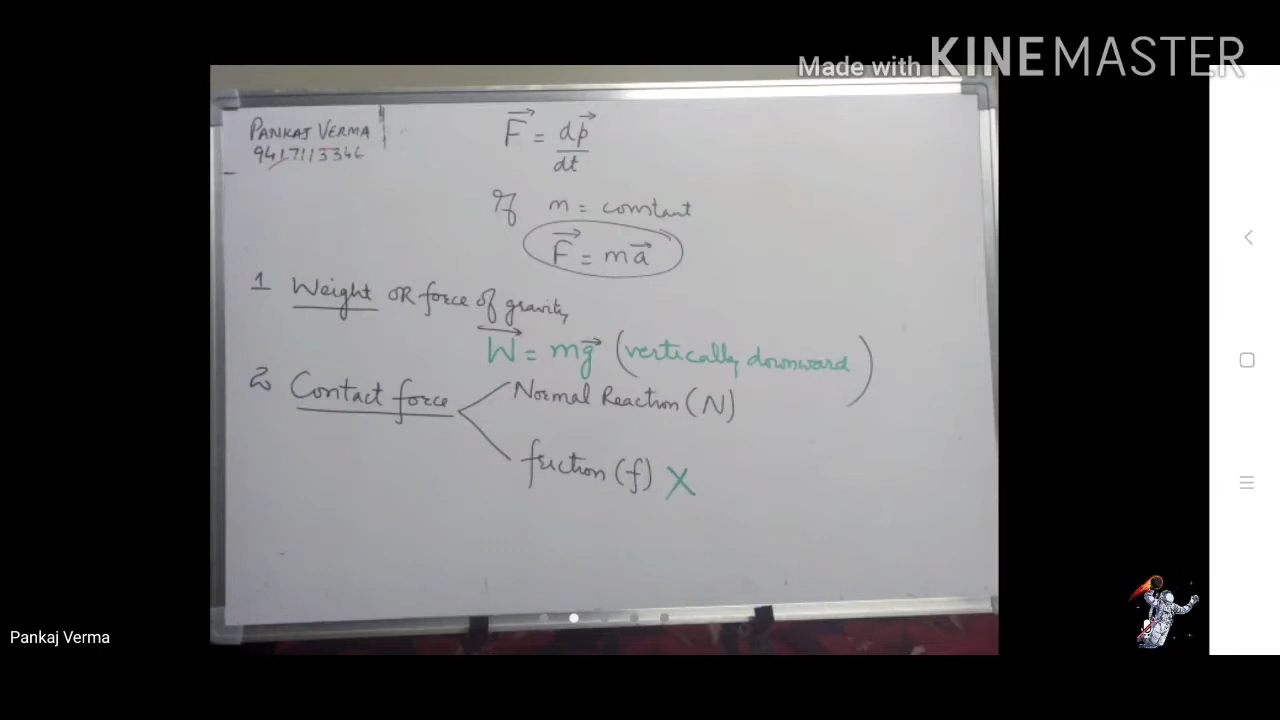 Made with KINEMASTER
PANKAJ VERMA
9417113346
F = dp/dt
If m = constant
F = ma
1 Weight OR force of gravity
W = mg (vertically downward)
2 Contact force
Normal Reaction (N)
friction (f) X
Pankaj Verma